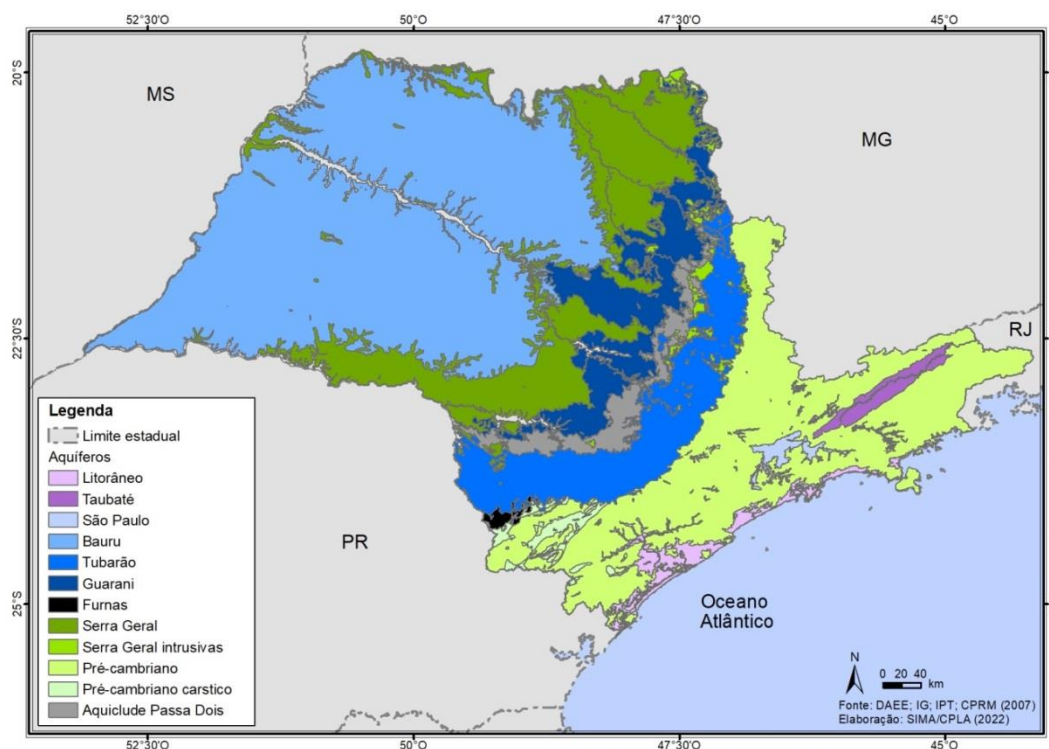 52°30'O
50°O
47°30'O
45°O
20°S
22°30'S
25°S
MS
MG
RJ
PR
Oceano
Atlântico
Legenda
Limite estadual
Aquíferos
Litorâneo
Taubaté
São Paulo
Bauru
Tubarão
Guarani
Furnas
Serra Geral
Serra Geral intrusivas
Pré-cambriano
Pré-cambriano carstico
Aquiclude Passa Dois
N
0 20 40
km
Fonte: DAEE; IG; IPT; CPRM (2007)
Elaboração: SIMA/CPLA (2022)
52°30'O
50°O
47°30'O
45°O